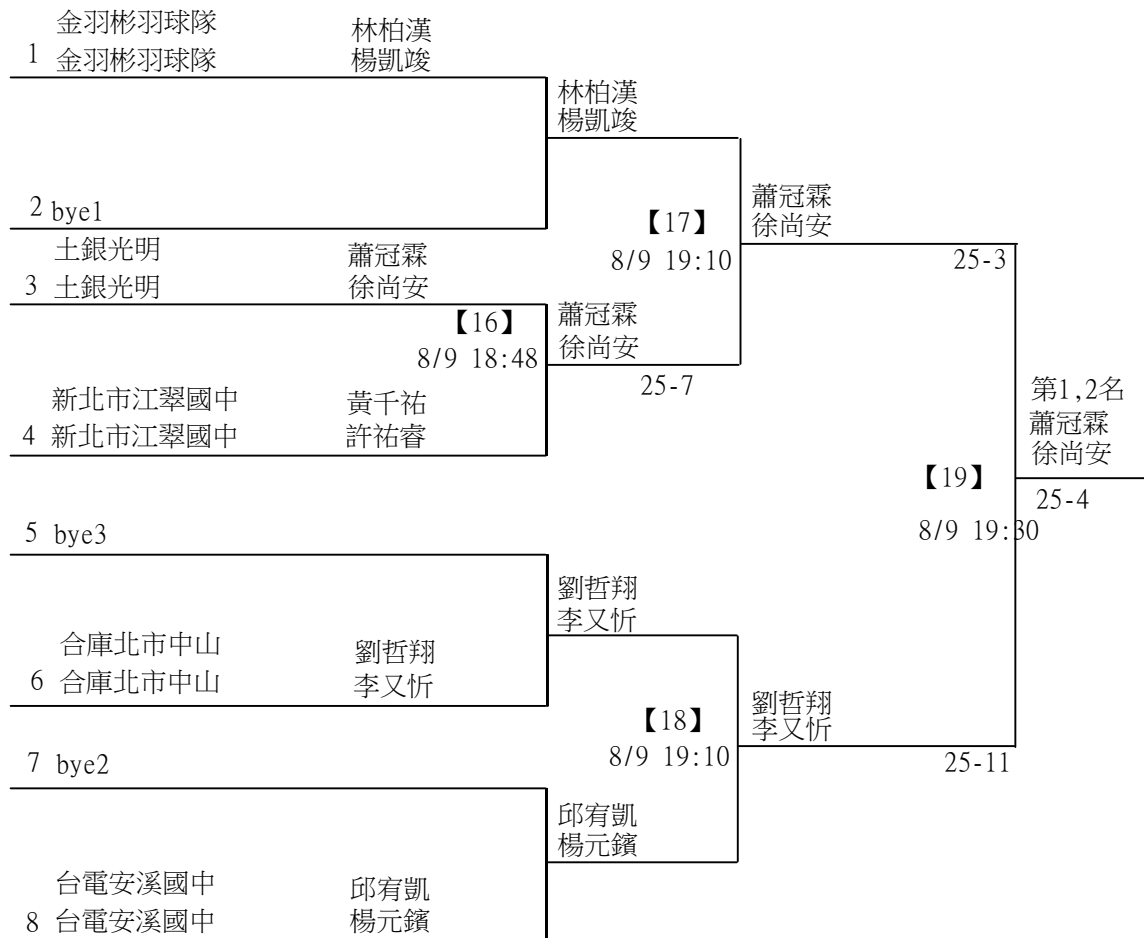 金羽彬羽球隊 林柏漢
1 金羽彬羽球隊 楊凱竣
林柏漢
楊凱竣
2 bye1
蕭冠霖
徐尚安
【17】
8/9 19:10
25-3
土銀光明 蕭冠霖
3 土銀光明 徐尚安
【16】
8/9 18:48
蕭冠霖
徐尚安
25-7
新北市江翠國中 黃千祐
4 新北市江翠國中 許祐睿
第1,2名
蕭冠霖
徐尚安
【19】
8/9 19:30
25-4
5 bye3
劉哲翔
李又忻
合庫北市中山 劉哲翔
6 合庫北市中山 李又忻
【18】
8/9 19:10
劉哲翔
李又忻
25-11
7 bye2
邱宥凱
楊元鑌
台電安溪國中 邱宥凱
8 台電安溪國中 楊元鑌